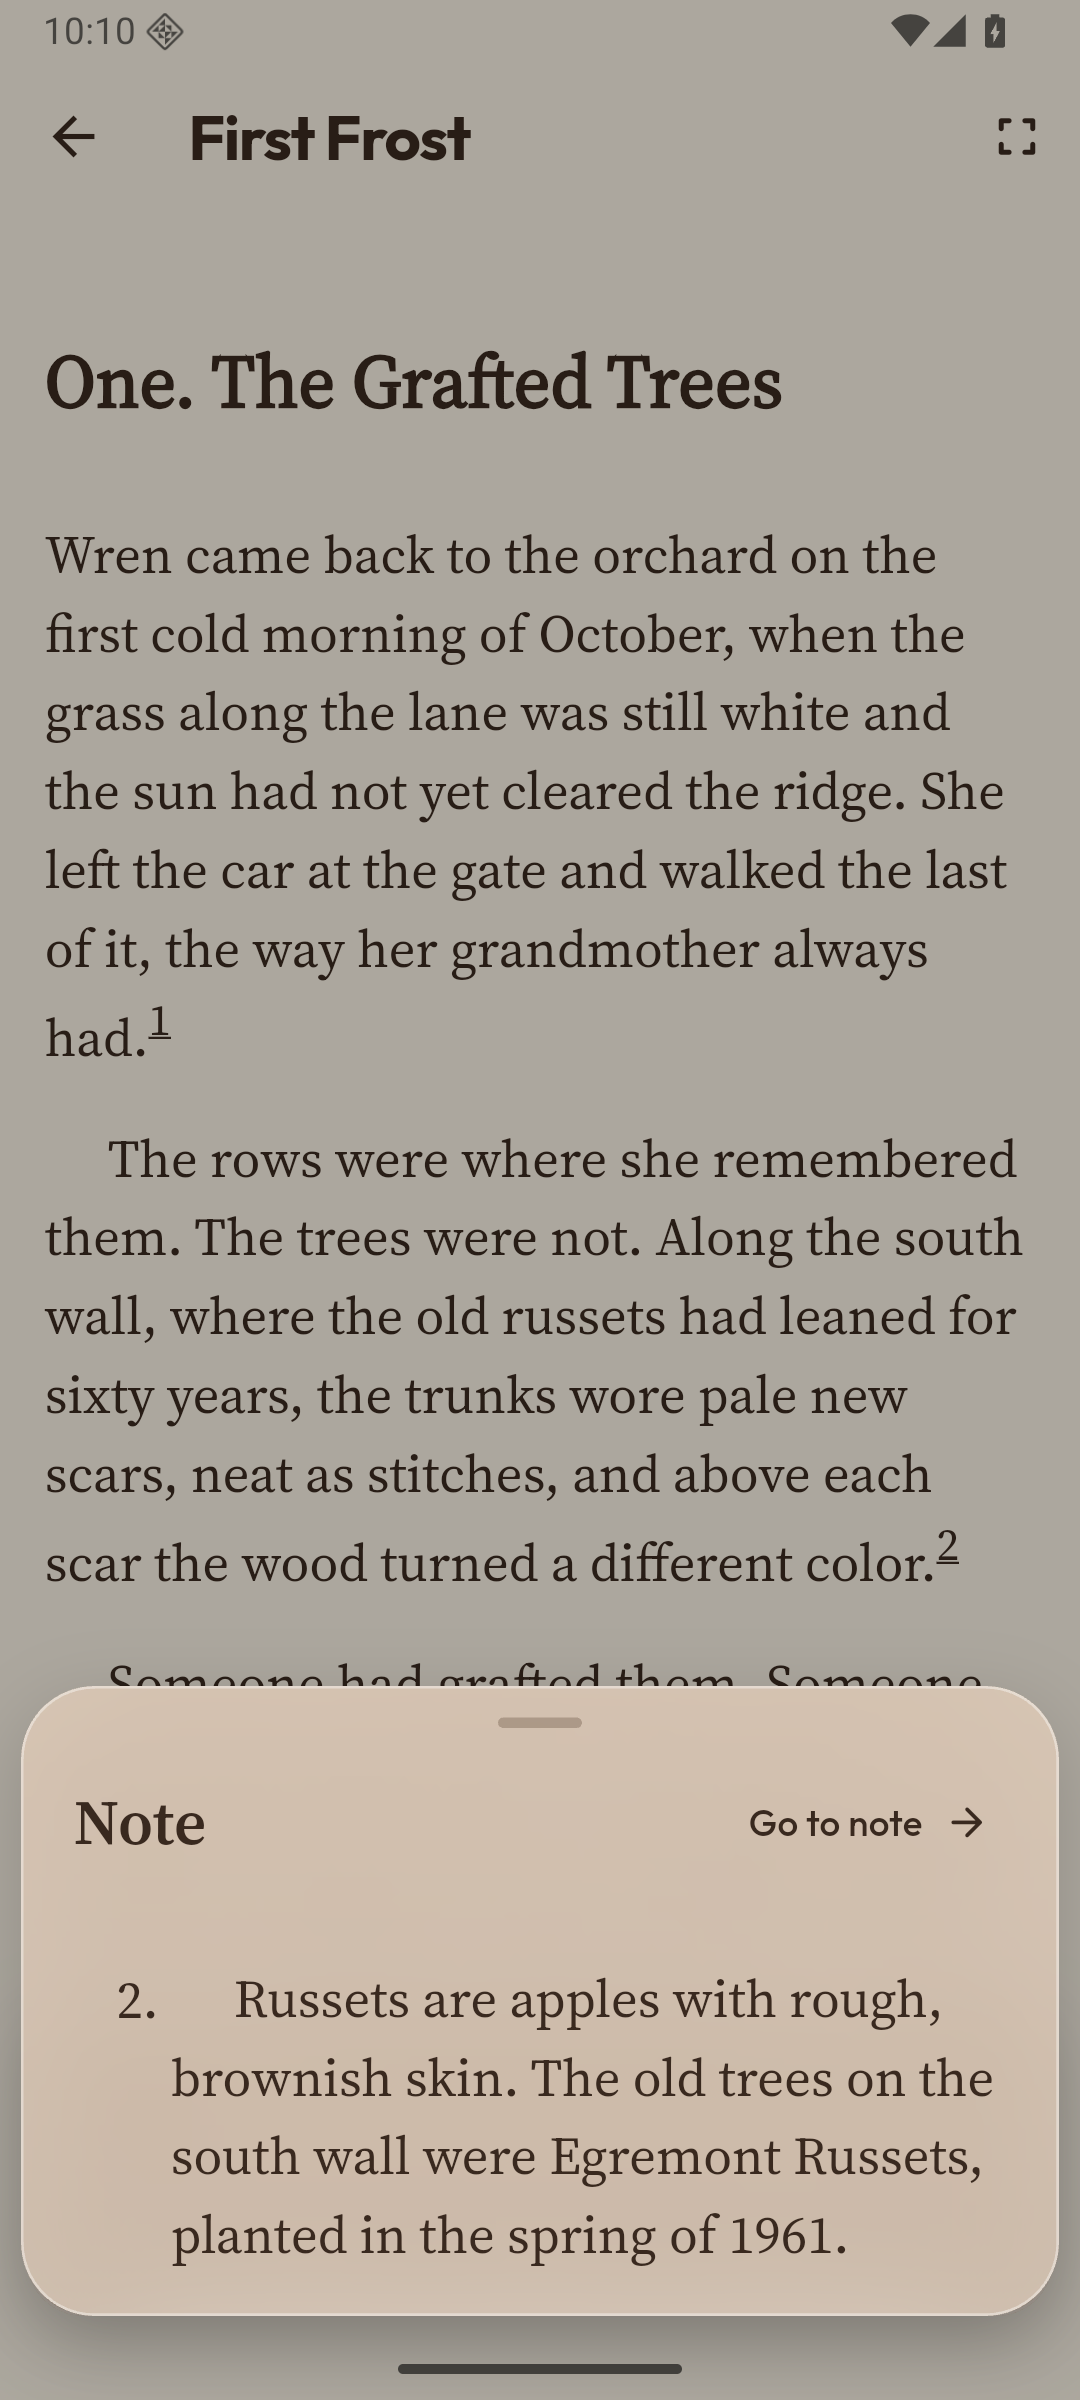 10:10
First Frost
One. The Grafted Trees
Wren came back to the orchard on the
first cold morning of October, when the
grass along the lane was still white and
the sun had not yet cleared the ridge. She
left the car at the gate and walked the last
of it, the way her grandmother always
had.1
The rows were where she remembered
them. The trees were not. Along the south
wall, where the old russets had leaned for
sixty years, the trunks wore pale new
scars, neat as stitches, and above each
scar the wood turned a different color.2
Someone had grafted them. Someone
Note
Go to note
2. Russets are apples with rough,
brownish skin. The old trees on the
south wall were Egremont Russets,
planted in the spring of 1961.